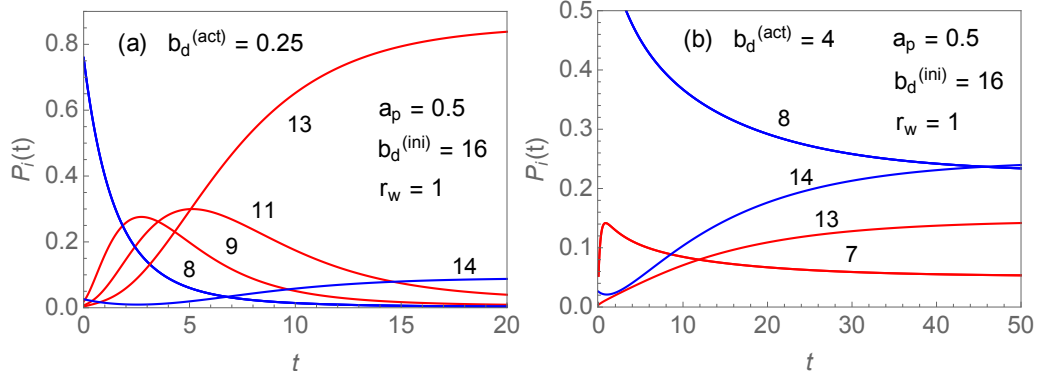 (a) b_d^(act) = 0.25
a_p = 0.5
b_d^(ini) = 16
r_w = 1
13
11
9
8
14
P_i(t)
0.8
0.6
0.4
0.2
0.0
0
5
10
15
20
t
(b) b_d^(act) = 4
a_p = 0.5
b_d^(ini) = 16
r_w = 1
8
14
13
7
P_i(t)
0.5
0.4
0.3
0.2
0.1
0.0
0
10
20
30
40
50
t